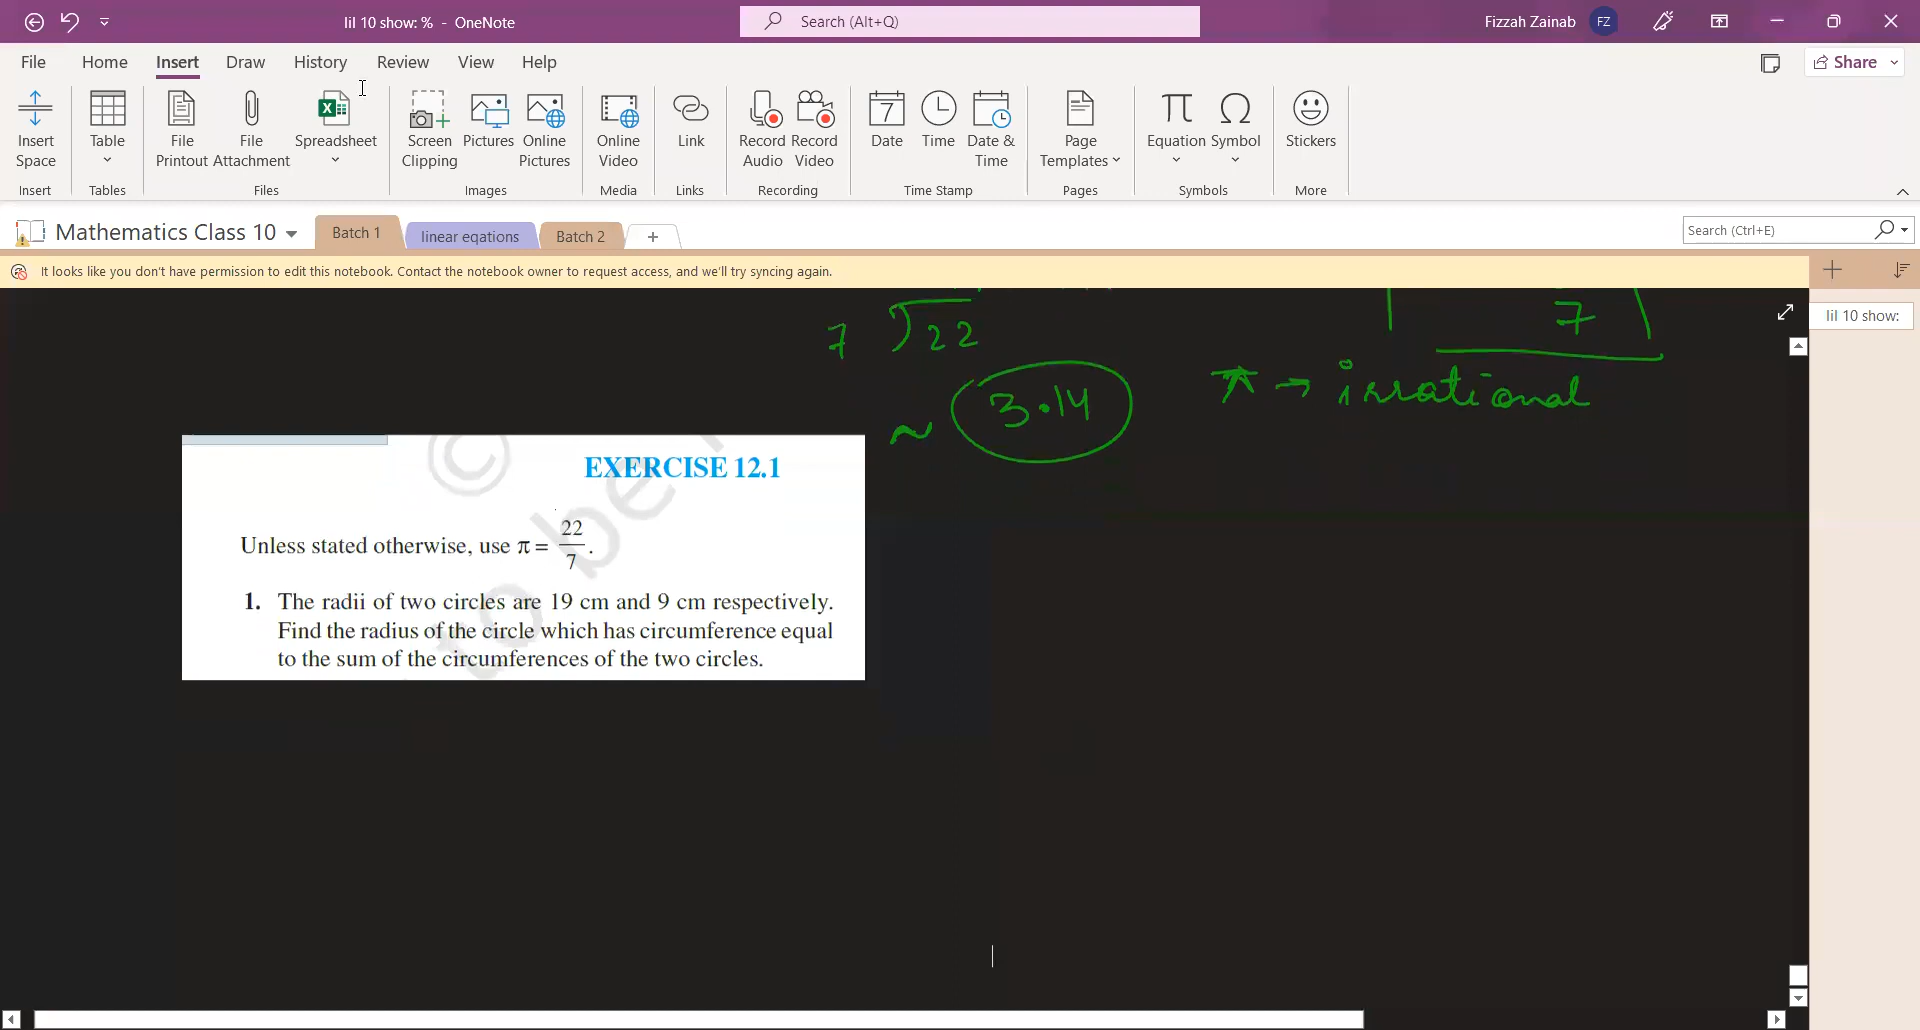 lil 10 show: % - OneNote
Search (Alt+Q)
Fizzah Zainab
FZ
File Home Insert Draw History Review View Help
Share
Insert Space
Table
File Printout
File Attachment
Spreadsheet
Screen Clipping
Pictures
Online Pictures
Online Video
Link
Record Audio
Record Video
7
Date
Time
Date & Time
Page Templates
Equation
Symbol
Stickers
Insert Tables Files Images Media Links Recording Time Stamp Pages Symbols More
Mathematics Class 10
Batch 1
linear eqations
Batch 2
Search (Ctrl+E)
It looks like you don't have permission to edit this notebook. Contact the notebook owner to request access, and we'll try syncing again.
lil 10 show:
7 22
7
~ 3.14
π → irrational
EXERCISE 12.1
Unless stated otherwise, use π = 22/7.
1. The radii of two circles are 19 cm and 9 cm respectively.
Find the radius of the circle which has circumference equal
to the sum of the circumferences of the two circles.
© to be